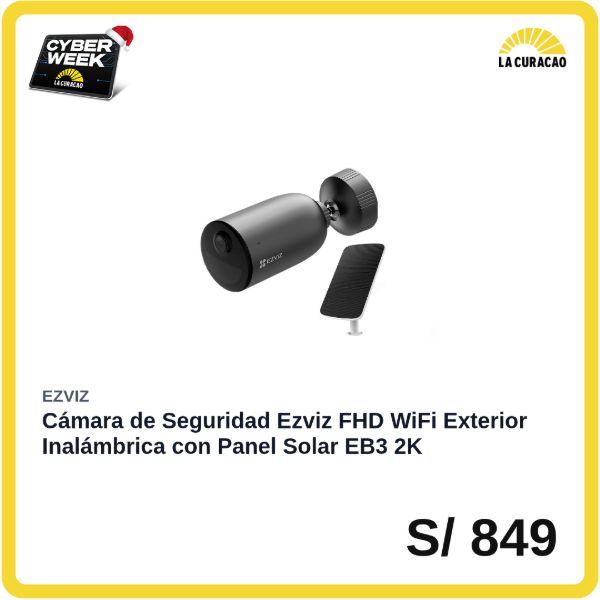 CYBER
WEEK
LA CURACAO
LA CURACAO
EZVIZ
EZVIZ
Cámara de Seguridad Ezviz FHD WiFi Exterior
Inalámbrica con Panel Solar EB3 2K
S/ 849